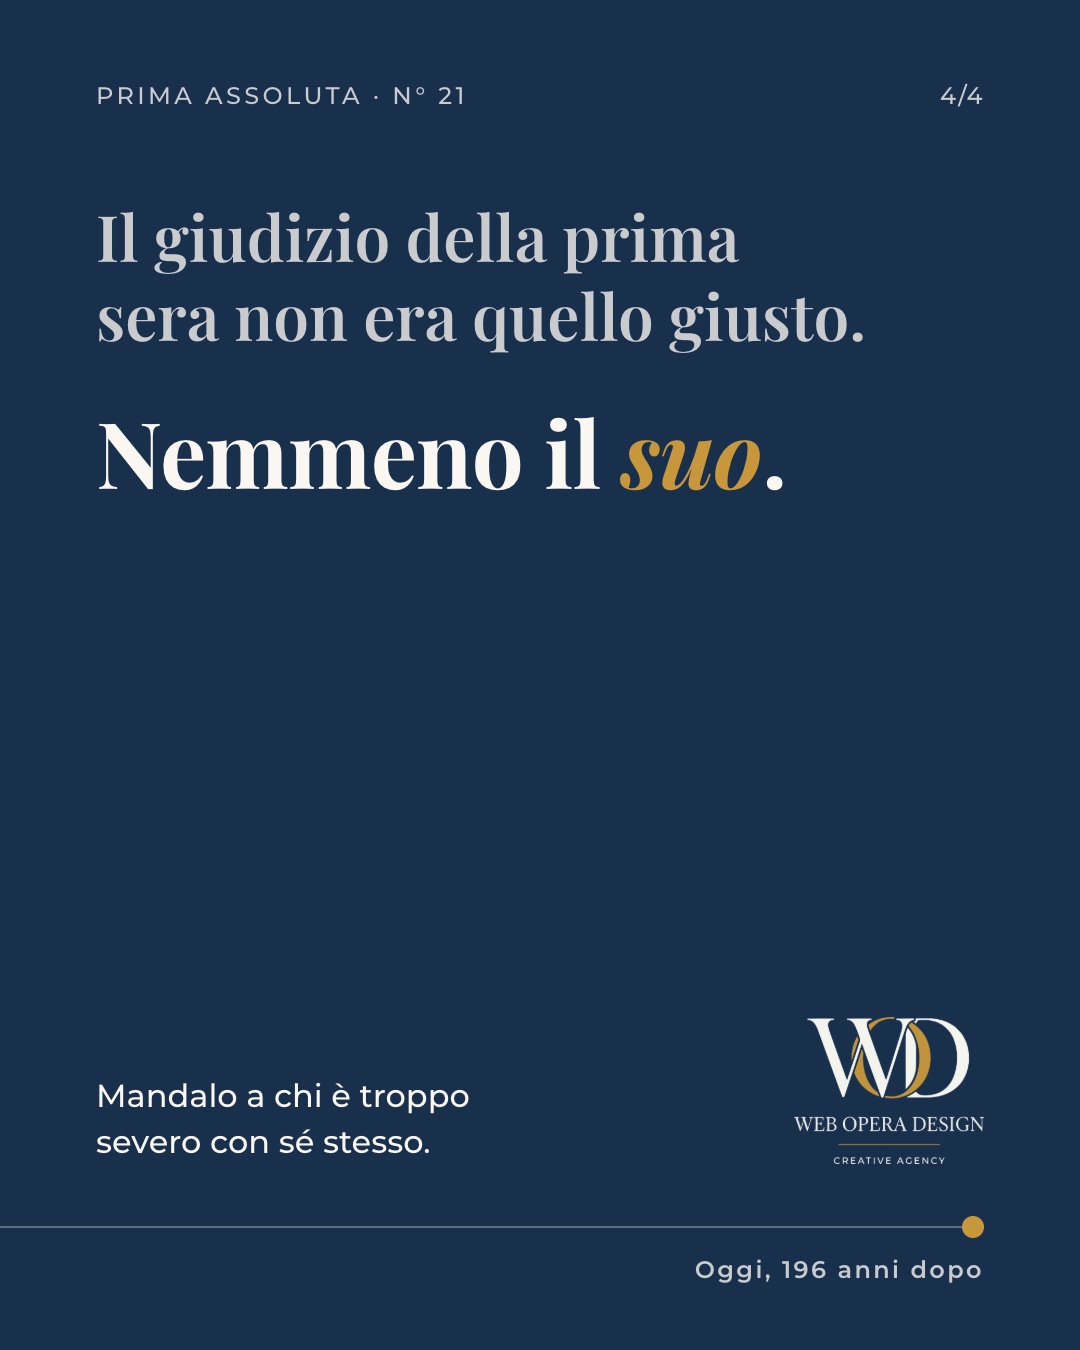 PRIMA ASSOLUTA · N° 21
4/4
Il giudizio della prima
sera non era quello giusto.
Nemmeno il suo.
Mandalo a chi è troppo
severo con sé stesso.
WOD
WEB OPERA DESIGN
CREATIVE AGENCY
Oggi, 196 anni dopo